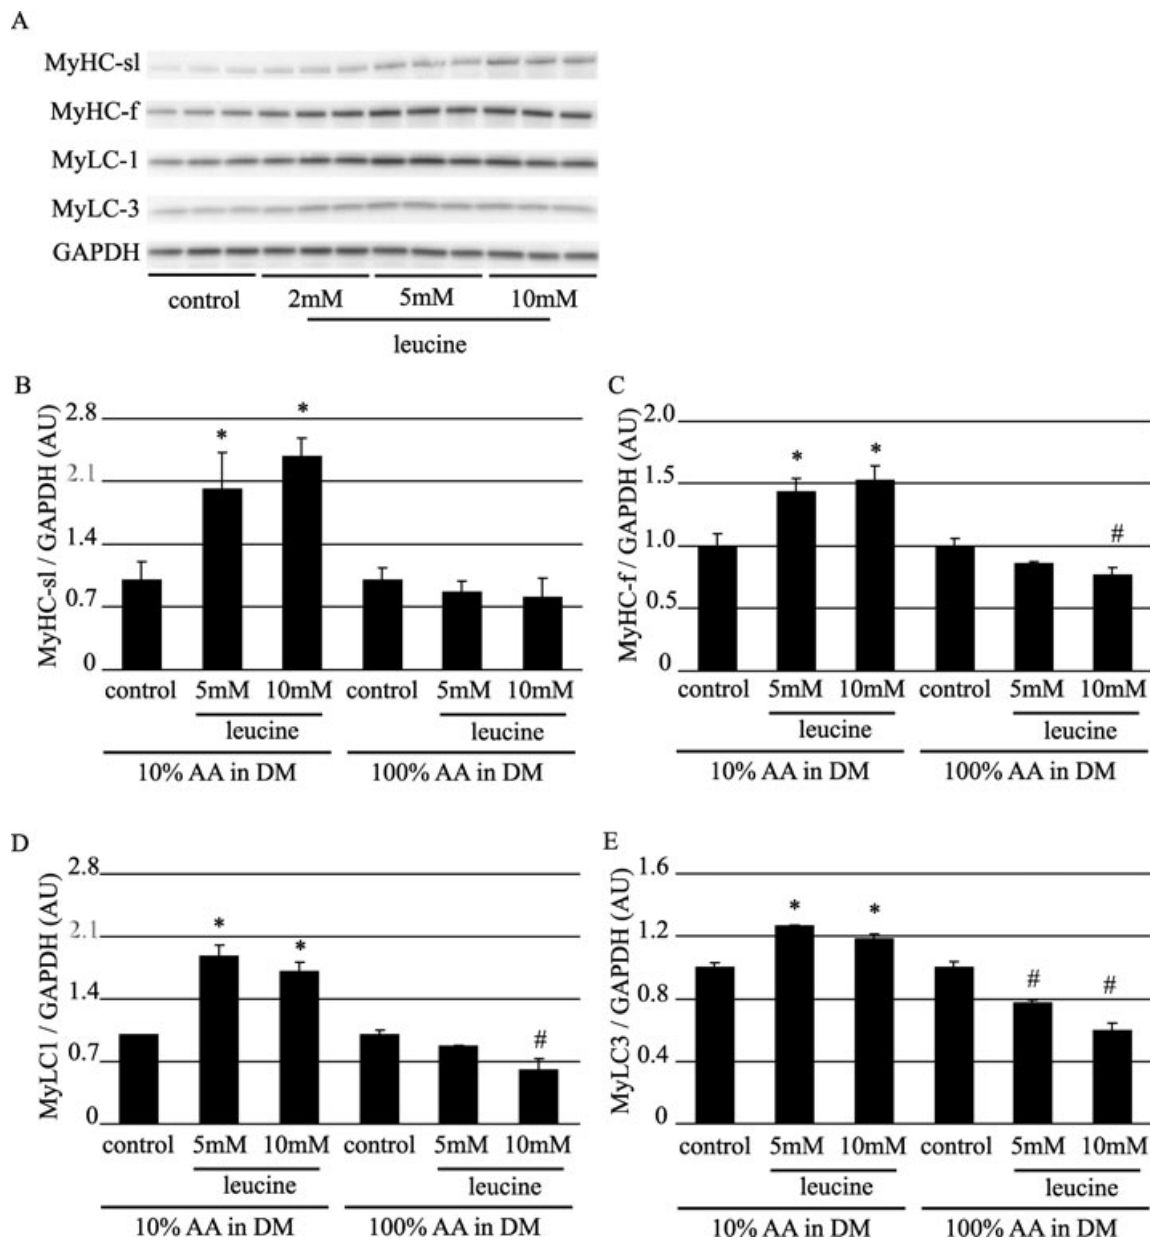 A
MyHC-sl
MyHC-f
MyLC-1
MyLC-3
GAPDH
control 2mM 5mM 10mM
leucine
B
MyHC-sl / GAPDH (AU)
2.8
2.1
1.4
0.7
0
* *
control 5mM 10mM control 5mM 10mM
leucine leucine
10% AA in DM 100% AA in DM
C
MyHC-f / GAPDH (AU)
2.0
1.5
1.0
0.5
0
* * #
control 5mM 10mM control 5mM 10mM
leucine leucine
10% AA in DM 100% AA in DM
D
MyLC1 / GAPDH (AU)
2.8
2.1
1.4
0.7
0
* * #
control 5mM 10mM control 5mM 10mM
leucine leucine
10% AA in DM 100% AA in DM
E
MyLC3 / GAPDH (AU)
1.6
1.2
0.8
0.4
0
* * # #
control 5mM 10mM control 5mM 10mM
leucine leucine
10% AA in DM 100% AA in DM